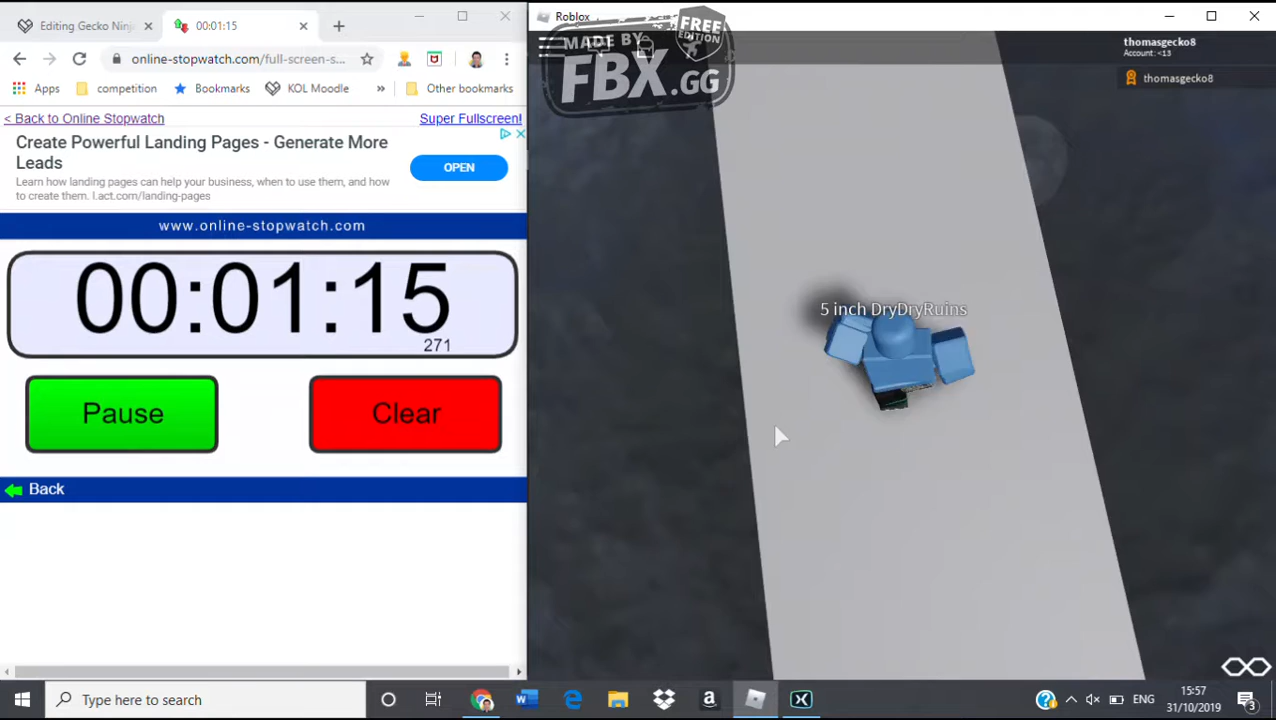 Editing Gecko Ninj
00:01:15
online-stopwatch.com/full-screen-s...
Apps
competition
Bookmarks
KOL Moodle
»
Other bookmarks
< Back to Online Stopwatch
Super Fullscreen!
Create Powerful Landing Pages - Generate More
Leads
Learn how landing pages can help your business, when to use them, and how
to create them. l.act.com/landing-pages
OPEN
www.online-stopwatch.com
00:01:15
271
Pause
Clear
Back
Roblox
MADE BY
FBX.GG
FREE
EDITION
thomasgecko8
Account: <13
thomasgecko8
5 inch DryDryRuins
Type here to search
ENG
15:57
31/10/2019
3